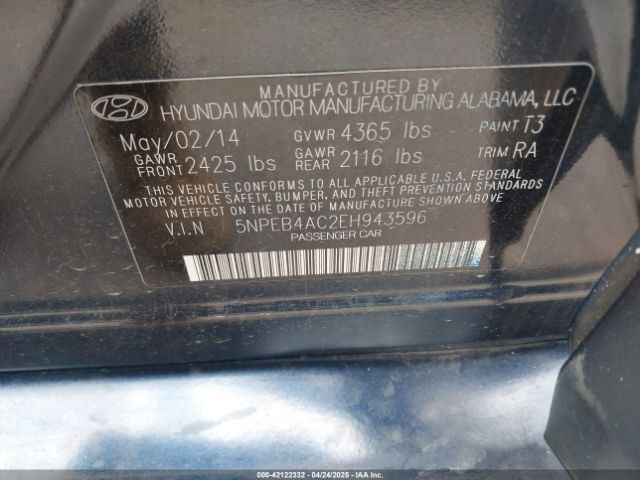 MANUFACTURED BY
HYUNDAI MOTOR MANUFACTURING ALABAMA, LLC
May/02/14 GVWR 4365 lbs PAINT T3
GAWR FRONT 2425 lbs GAWR REAR 2116 lbs TRIM RA
THIS VEHICLE CONFORMS TO ALL APPLICABLE U.S.A. FEDERAL
MOTOR VEHICLE SAFETY, BUMPER, AND THEFT PREVENTION STANDARDS
IN EFFECT ON THE DATE OF MANUFACTURE SHOWN ABOVE
V.I.N 5NPEB4AC2EH943596
PASSENGER CAR
000-42122332 - 04/24/2025 - IAAI.COM